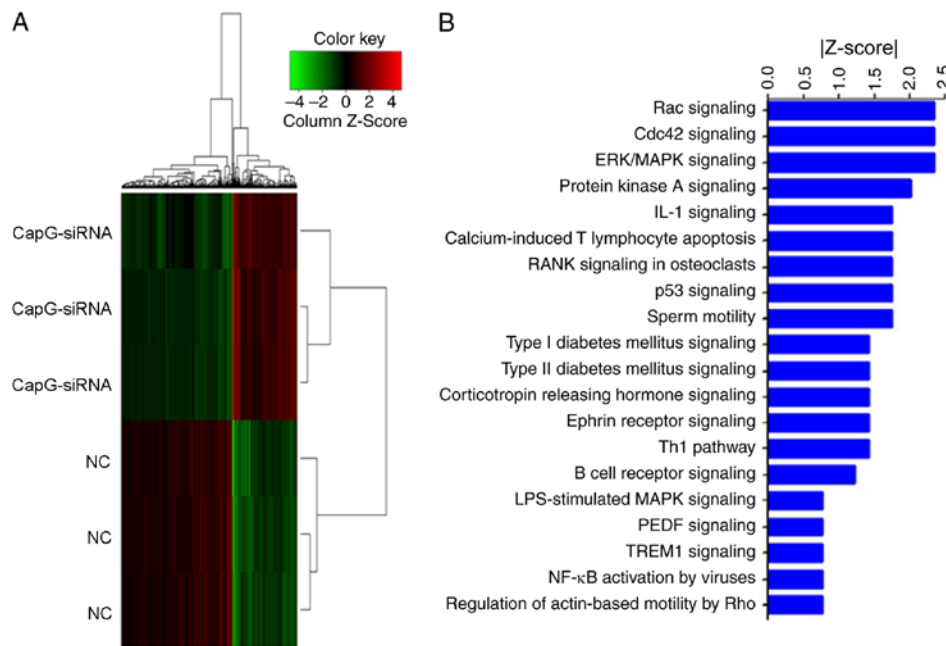 A
Color key
−4 −2 0 2 4
Column Z-Score
CapG-siRNA
CapG-siRNA
CapG-siRNA
NC
NC
NC
B
|Z-score|
0.0 0.5 1.0 1.5 2.0 2.5
Rac signaling
Cdc42 signaling
ERK/MAPK signaling
Protein kinase A signaling
IL-1 signaling
Calcium-induced T lymphocyte apoptosis
RANK signaling in osteoclasts
p53 signaling
Sperm motility
Type I diabetes mellitus signaling
Type II diabetes mellitus signaling
Corticotropin releasing hormone signaling
Ephrin receptor signaling
Th1 pathway
B cell receptor signaling
LPS-stimulated MAPK signaling
PEDF signaling
TREM1 signaling
NF-κB activation by viruses
Regulation of actin-based motility by Rho